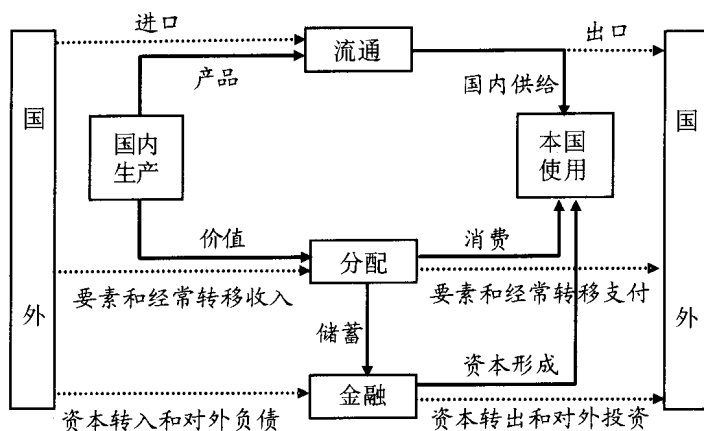 进口
流通
出口
产品
国内供给
国外
国内
生产
本国
使用
国外
价值
消费
分配
要素和经常转移收入
要素和经常转移支付
储蓄
资本形成
金融
资本转入和对外负债
资本转出和对外投资